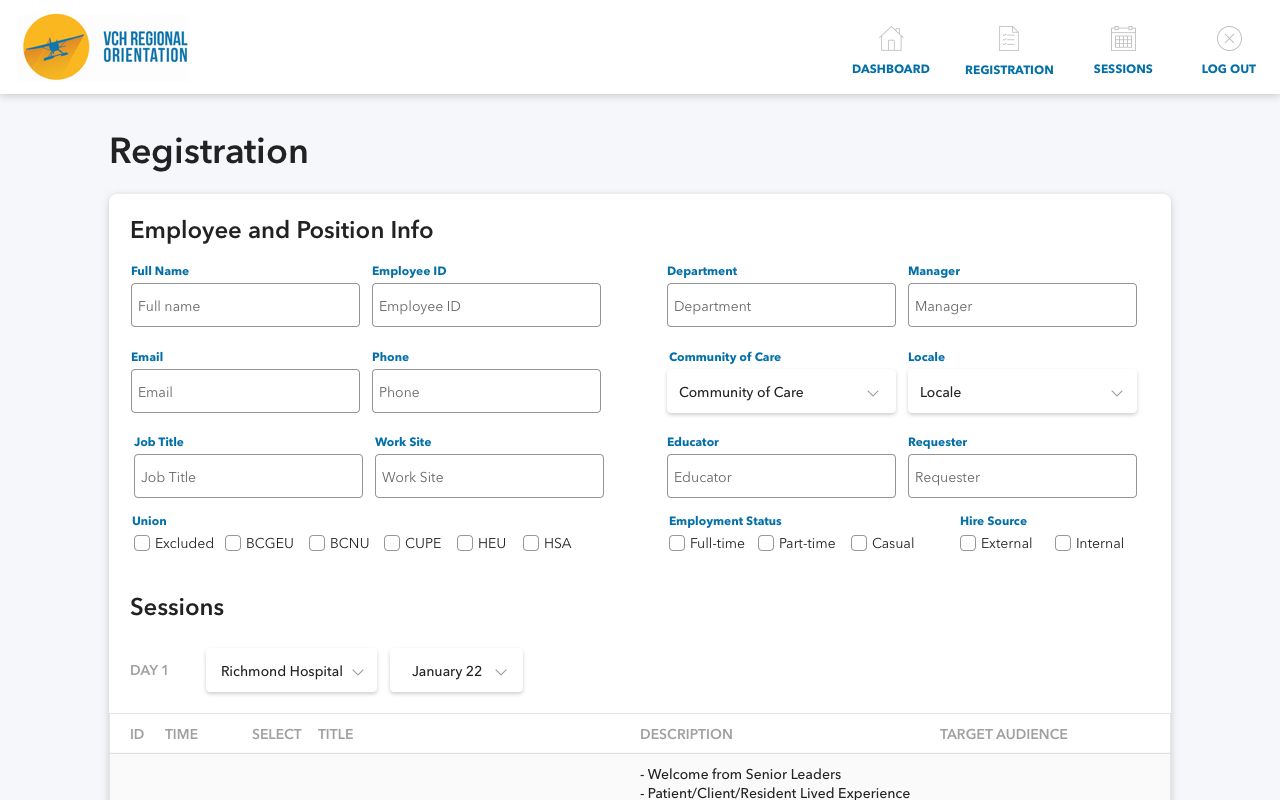 VCH REGIONAL
ORIENTATION
DASHBOARD
REGISTRATION
SESSIONS
LOG OUT
Registration
Employee and Position Info
Full Name
Employee ID
Department
Manager
Full name
Employee ID
Department
Manager
Email
Phone
Community of Care
Locale
Email
Phone
Community of Care
Locale
Job Title
Work Site
Educator
Requester
Job Title
Work Site
Educator
Requester
Union
Employment Status
Hire Source
Excluded
BCGEU
BCNU
CUPE
HEU
HSA
Full-time
Part-time
Casual
External
Internal
Sessions
DAY 1
Richmond Hospital
January 22
ID
TIME
SELECT
TITLE
DESCRIPTION
TARGET AUDIENCE
- Welcome from Senior Leaders
- Patient/Client/Resident Lived Experience